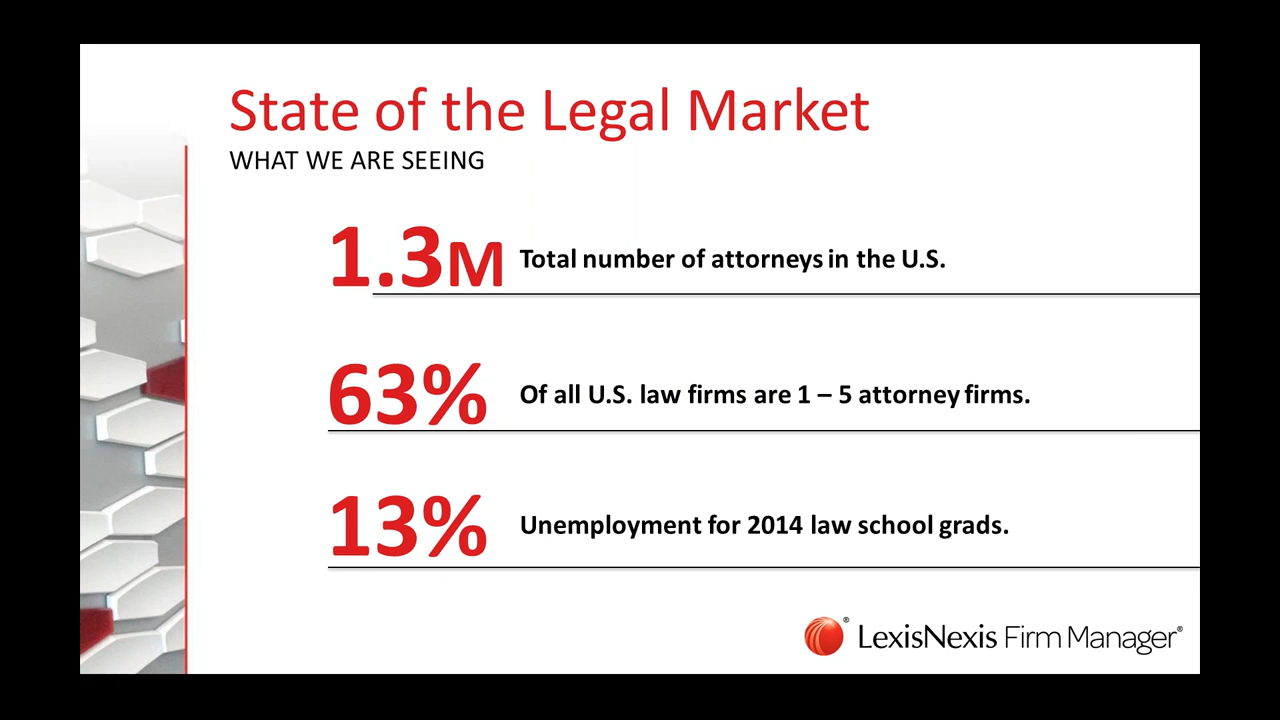 State of the Legal Market
WHAT WE ARE SEEING
1.3M Total number of attorneys in the U.S.
63% Of all U.S. law firms are 1 – 5 attorney firms.
13% Unemployment for 2014 law school grads.
® LexisNexis Firm Manager®